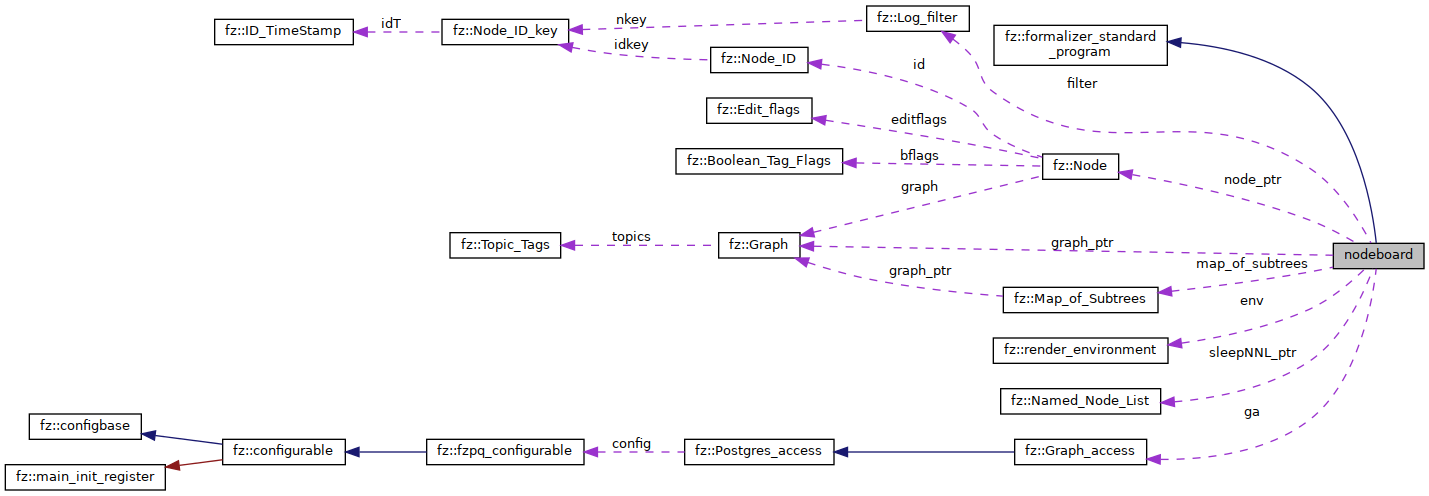 fz::ID_TimeStamp
idT
fz::Node_ID_key
nkey
idkey
fz::Log_filter
fz::formalizer_standard
_program
fz::Node_ID
id
filter
fz::Edit_flags
editflags
fz::Boolean_Tag_Flags
bflags
fz::Node
graph
node_ptr
fz::Topic_Tags
topics
fz::Graph
graph_ptr
nodeboard
graph_ptr
map_of_subtrees
fz::Map_of_Subtrees
env
fz::render_environment
sleepNNL_ptr
fz::Named_Node_List
ga
fz::configbase
fz::main_init_register
fz::configurable
fz::fzpq_configurable
config
fz::Postgres_access
fz::Graph_access